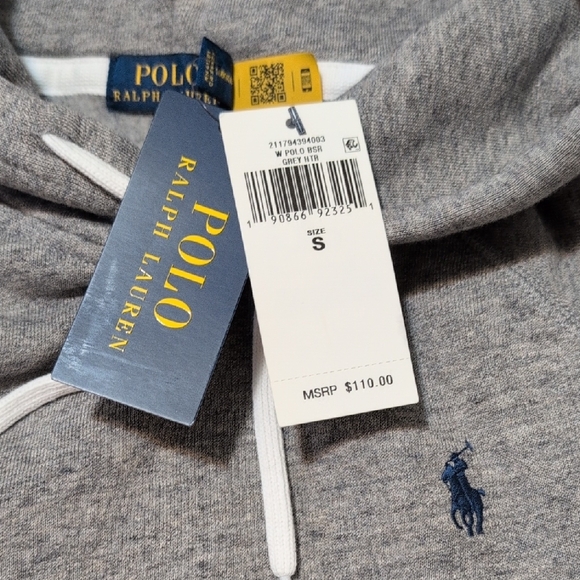 POLO
RALPH LAUREN
POLO
RALPH LAUREN
211794394003
W POLO BSR
GREY HTR
1 90866 92325 1
SIZE
S
MSRP $110.00